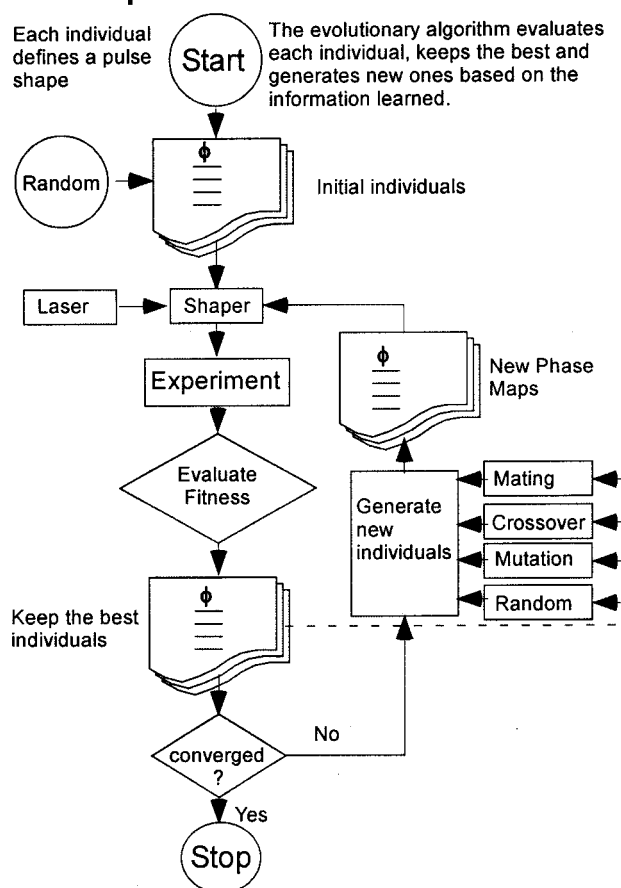 Each individual
defines a pulse
shape
Start
The evolutionary algorithm evaluates
each individual, keeps the best and
generates new ones based on the
information learned.
Random
ϕ
Initial individuals
Laser
Shaper
Experiment
ϕ
New Phase
Maps
Evaluate
Fitness
Generate
new
individuals
Mating
Crossover
Mutation
Random
Keep the best
individuals
ϕ
converged
?
No
Yes
Stop